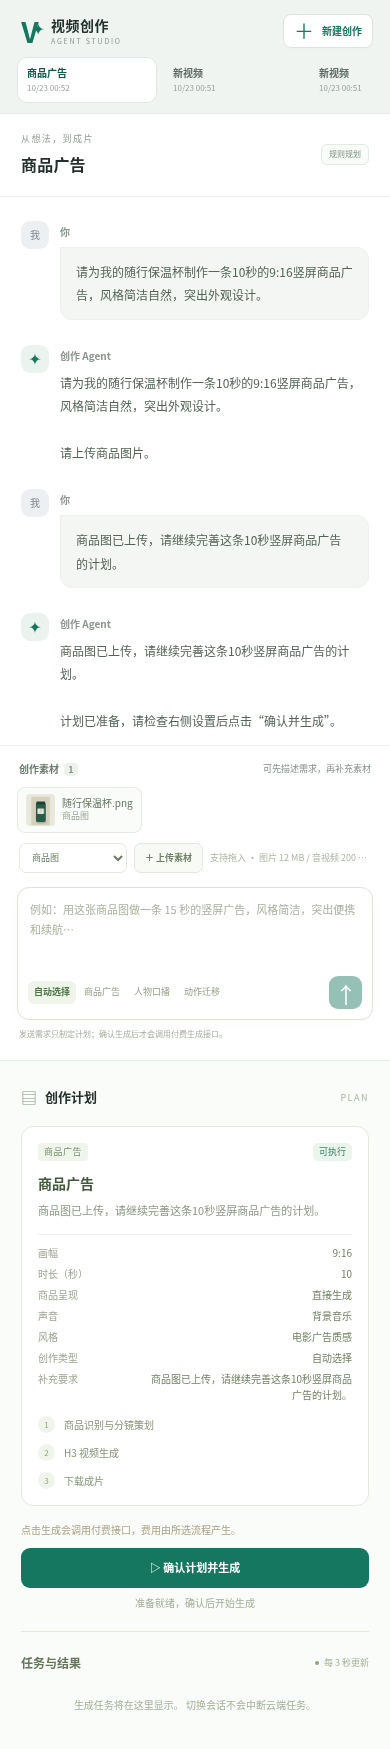 视频创作
AGENT STUDIO
新建创作
商品广告
10/23 00:52
新视频
10/23 00:51
新视频
10/23 00:51
从想法，到成片
商品广告
规则规划
我
你
请为我的随行保温杯制作一条10秒的9:16竖屏商品广
告，风格简洁自然，突出外观设计。
创作 Agent
请为我的随行保温杯制作一条10秒的9:16竖屏商品广告，
风格简洁自然，突出外观设计。
请上传商品图片。
我
你
商品图已上传，请继续完善这条10秒竖屏商品广告
的计划。
创作 Agent
商品图已上传，请继续完善这条10秒竖屏商品广告的计
划。
计划已准备，请检查右侧设置后点击“确认并生成”。
创作素材 1
可先描述需求，再补充素材
随行保温杯.png
商品图
商品图
＋上传素材
支持拖入 · 图片 12 MB / 音视频 200 …
例如：用这张商品图做一条 15 秒的竖屏广告，风格简洁，突出便携
和续航…
自动选择
商品广告
人物口播
动作迁移
↑
发送需求只制定计划；确认生成后才会调用付费生成接口。
创作计划
PLAN
商品广告
可执行
商品广告
商品图已上传，请继续完善这条10秒竖屏商品广告的计划。
画幅 9:16
时长（秒） 10
商品呈现 直接生成
声音 背景音乐
风格 电影广告质感
创作类型 自动选择
补充要求 商品图已上传，请继续完善这条10秒竖屏商品
广告的计划。
1 商品识别与分镜策划
2 H3 视频生成
3 下载成片
点击生成会调用付费接口，费用由所选流程产生。
▷ 确认计划并生成
准备就绪，确认后开始生成
任务与结果
每 3 秒更新
生成任务将在这里显示。 切换会话不会中断云端任务。